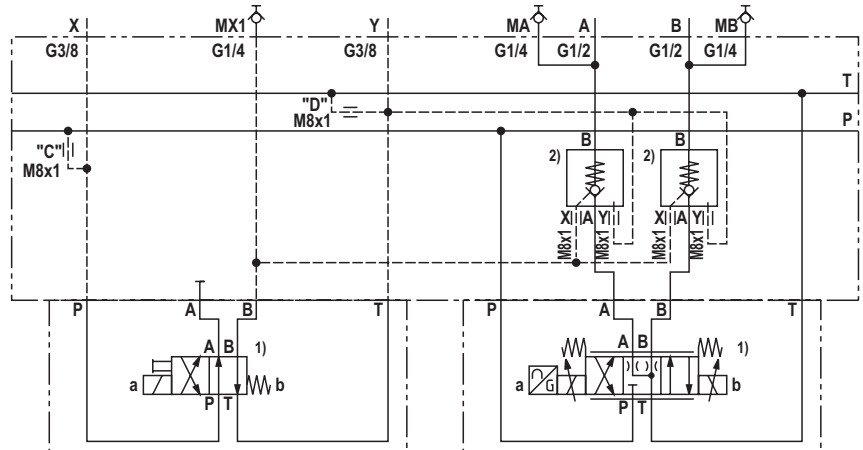 X MX1 Y MA A B MB
G3/8 G1/4 G3/8 G1/4 G1/2 G1/2 G1/4
T
"D"
M8x1
P
"C"
M8x1
B B
2) 2)
X A Y X A Y
M8x1 M8x1 M8x1 M8x1
P A B T P A B T
A B 1) A B 1)
a b a G b
P T P T